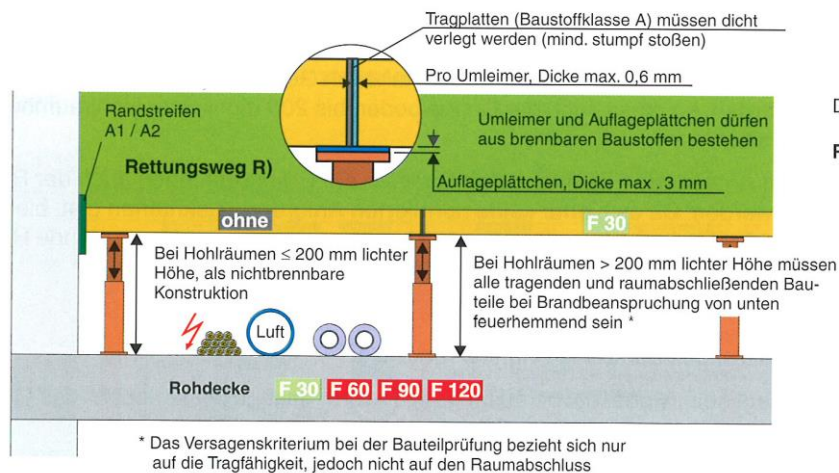 Tragplatten (Baustoffklasse A) müssen dicht
verlegt werden (mind. stumpf stoßen)
Pro Umleimer, Dicke max. 0,6 mm
Randstreifen
A1 / A2
Umleimer und Auflageplättchen dürfen
aus brennbaren Baustoffen bestehen
Rettungsweg R)
Auflageplättchen, Dicke max . 3 mm
ohne
F 30
Bei Hohlräumen ≤ 200 mm lichter
Höhe, als nichtbrennbare
Konstruktion
Bei Hohlräumen > 200 mm lichter Höhe müssen
alle tragenden und raumabschließenden Bau-
teile bei Brandbeanspruchung von unten
feuerhemmend sein *
Luft
Rohdecke F 30 F 60 F 90 F 120
* Das Versagenskriterium bei der Bauteilprüfung bezieht sich nur
auf die Tragfähigkeit, jedoch nicht auf den Raumabschluss